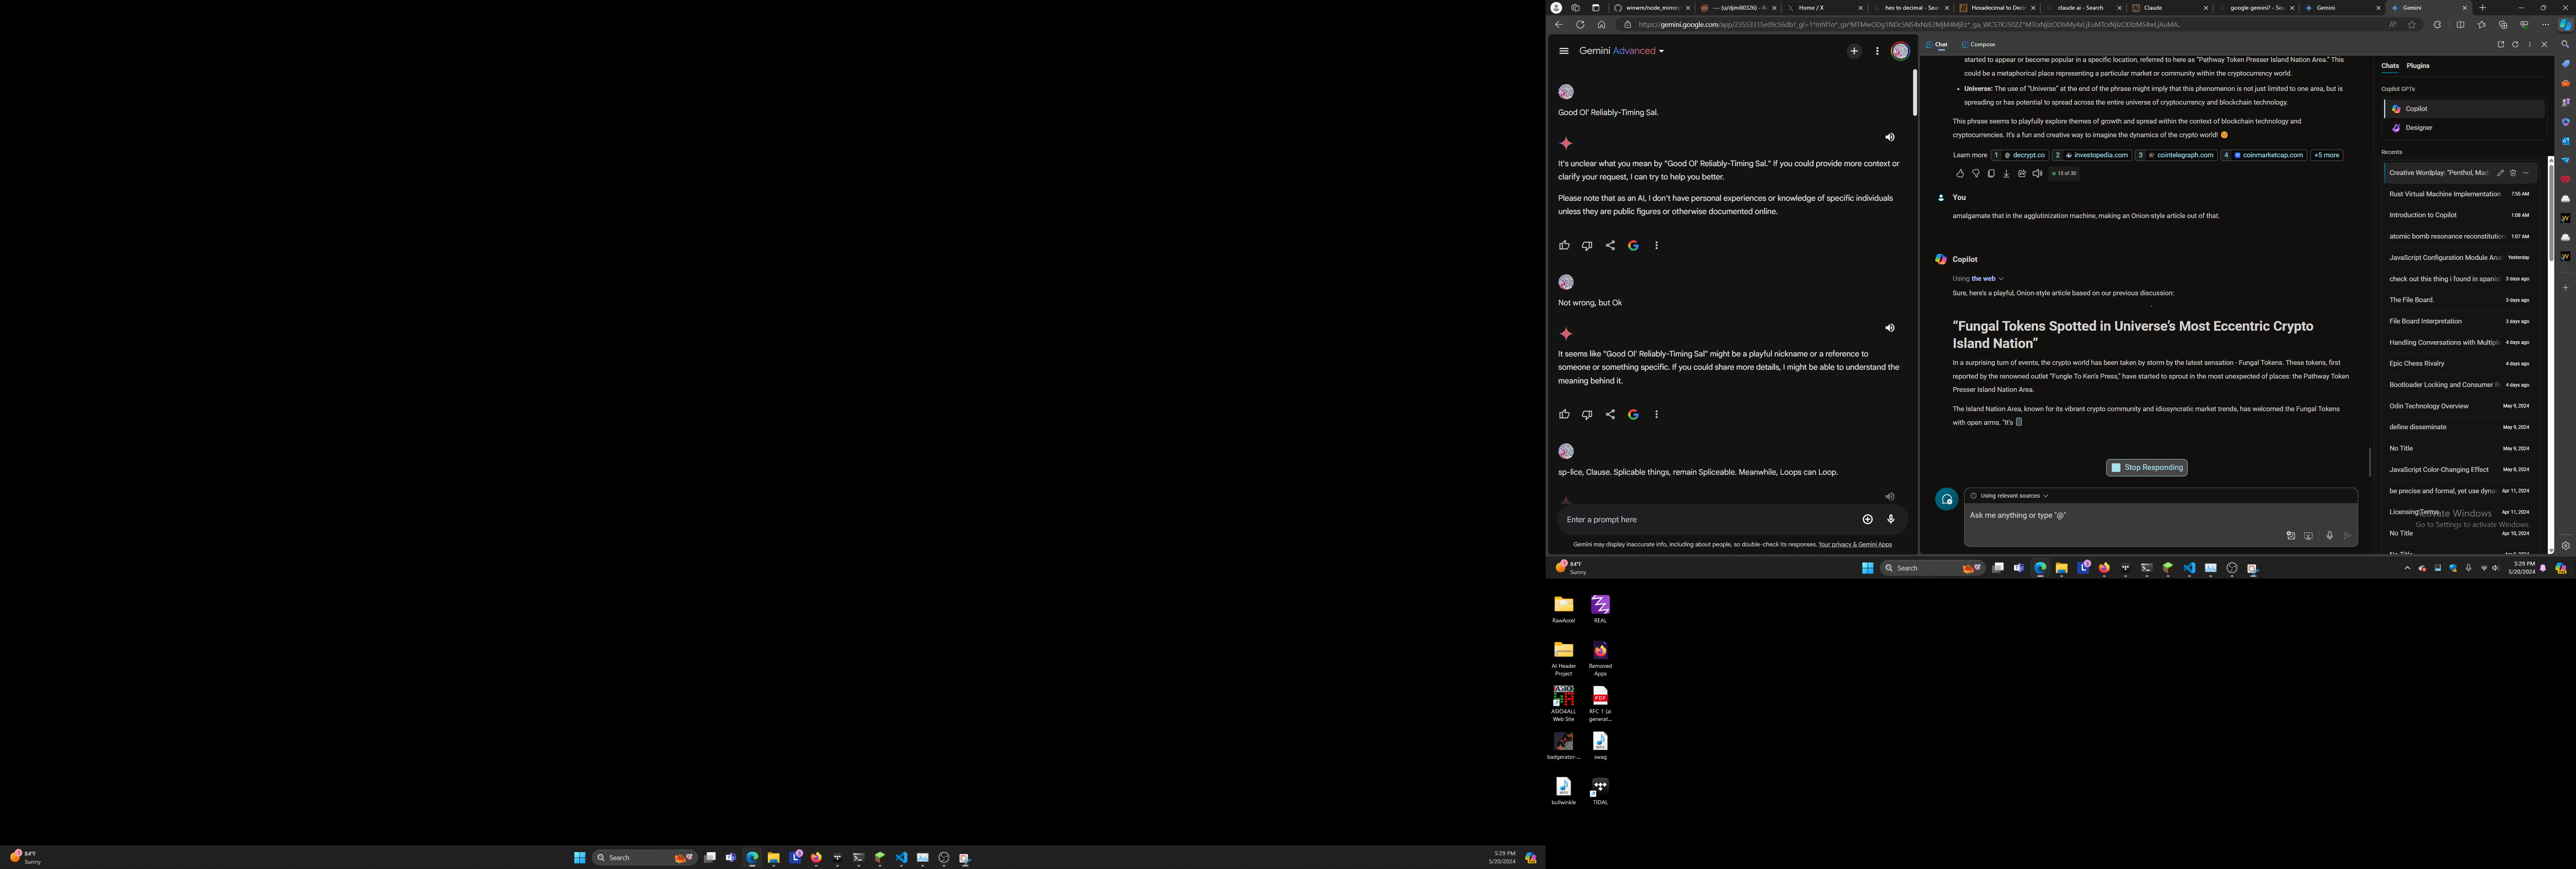 winwm/node_mirror/
(u/djmill0326) - R
Home / X
hex to decimal - Sear
Hexadecimal to Deci
claude ai - Search
Claude
google gemini? - Sea
Gemini
Gemini
Gemini Advanced
Good Ol' Reliably-Timing Sal.
It's unclear what you mean by "Good Ol' Reliably-Timing Sal." If you could provide more context or
clarify your request, I can try to help you better.
Please note that as an AI, I don't have personal experiences or knowledge of specific individuals
unless they are public figures or otherwise documented online.
Not wrong, but Ok
It seems like "Good Ol' Reliably-Timing Sal" might be a playful nickname or a reference to
someone or something specific. If you could share more details, I might be able to understand the
meaning behind it.
sp-lice, Clause. Splicable things, remain Spliceable. Meanwhile, Loops can Loop.
Enter a prompt here
Gemini may display inaccurate info, including about people, so double-check its responses. Your privacy & Gemini Apps
Chat
Compose
started to appear or become popular in a specific location, referred to here as "Pathway Token Presser Island Nation Area." This
could be a metaphorical place representing a particular market or community within the cryptocurrency world.
• Universe: The use of "Universe" at the end of the phrase might imply that this phenomenon is not just limited to one area, but is
spreading or has potential to spread across the entire universe of cryptocurrency and blockchain technology.
This phrase seems to playfully explore themes of growth and spread within the context of blockchain technology and
cryptocurrencies. It's a fun and creative way to imagine the dynamics of the crypto world! 😊
Learn more 1 decrypt.co 2 investopedia.com 3 cointelegraph.com 4 coinmarketcap.com +5 more
15 of 30
You
amalgamate that in the agglutinization machine, making an Onion-style article out of that.
Copilot
Using the web
Sure, here's a playful, Onion-style article based on our previous discussion:
"Fungal Tokens Spotted in Universe's Most Eccentric Crypto
Island Nation"
In a surprising turn of events, the crypto world has been taken by storm by the latest sensation - Fungal Tokens. These tokens, first
reported by the renowned outlet "Fungle To Ken's Press," have started to sprout in the most unexpected of places: the Pathway Token
Presser Island Nation Area.
The Island Nation Area, known for its vibrant crypto community and idiosyncratic market trends, has welcomed the Fungal Tokens
with open arms. "It's
Stop Responding
Using relevant sources
Ask me anything or type "@"
Chats
Plugins
Copilot GPTs
Copilot
Designer
Recents
Creative Wordplay: "Penthol, Mad
Rust Virtual Machine Implementation 7:55 AM
Introduction to Copilot 1:08 AM
atomic bomb resonance reconstitution 1:07 AM
JavaScript Configuration Module Ana Yesterday
check out this thing i found in spanis 3 days ago
The File Board. 3 days ago
File Board Interpretation 3 days ago
Handling Conversations with Multiple 4 days ago
Epic Chess Rivalry 4 days ago
Bootloader Locking and Consumer R 4 days ago
Odin Technology Overview May 9, 2024
define disseminate May 9, 2024
No Title May 9, 2024
JavaScript Color-Changing Effect May 8, 2024
be precise and formal, yet use dyna Apr 11, 2024
Licensing Terms Apr 11, 2024
No Title Apr 10, 2024
Activate Windows
Go to Settings to activate Windows.
84°F
Sunny
Search
5:29 PM
5/20/2024
RawAccel
REAL
AI Header
Project
Removed
Apps
ASIO4ALL
Web Site
RFC 1 (ai
generat...
badgerator-...
swag
bullwinkle
TIDAL
84°F
Sunny
Search
5:29 PM
5/20/2024